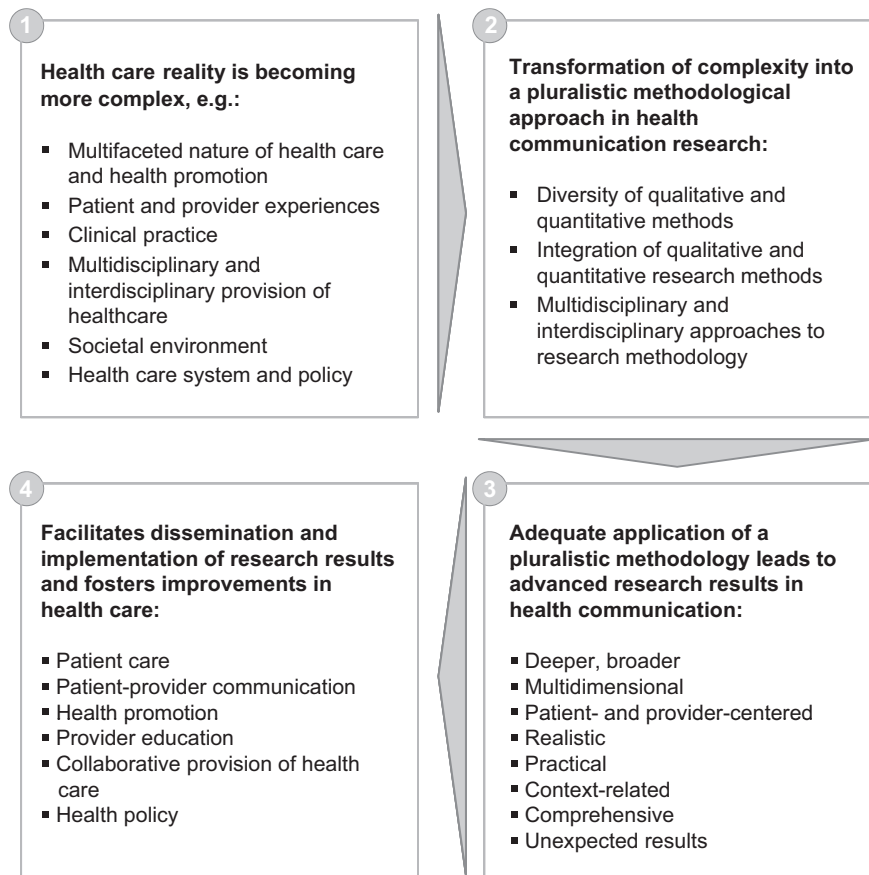 1
Health care reality is becoming
more complex, e.g.:
▪ Multifaceted nature of health care
and health promotion
▪ Patient and provider experiences
▪ Clinical practice
▪ Multidisciplinary and
interdisciplinary provision of
healthcare
▪ Societal environment
▪ Health care system and policy
2
Transformation of complexity into
a pluralistic methodological
approach in health
communication research:
▪ Diversity of qualitative and
quantitative methods
▪ Integration of qualitative and
quantitative research methods
▪ Multidisciplinary and
interdisciplinary approaches to
research methodology
3
Adequate application of a
pluralistic methodology leads to
advanced research results in
health communication:
▪ Deeper, broader
▪ Multidimensional
▪ Patient- and provider-centered
▪ Realistic
▪ Practical
▪ Context-related
▪ Comprehensive
▪ Unexpected results
4
Facilitates dissemination and
implementation of research results
and fosters improvements in
health care:
▪ Patient care
▪ Patient-provider communication
▪ Health promotion
▪ Provider education
▪ Collaborative provision of health
care
▪ Health policy